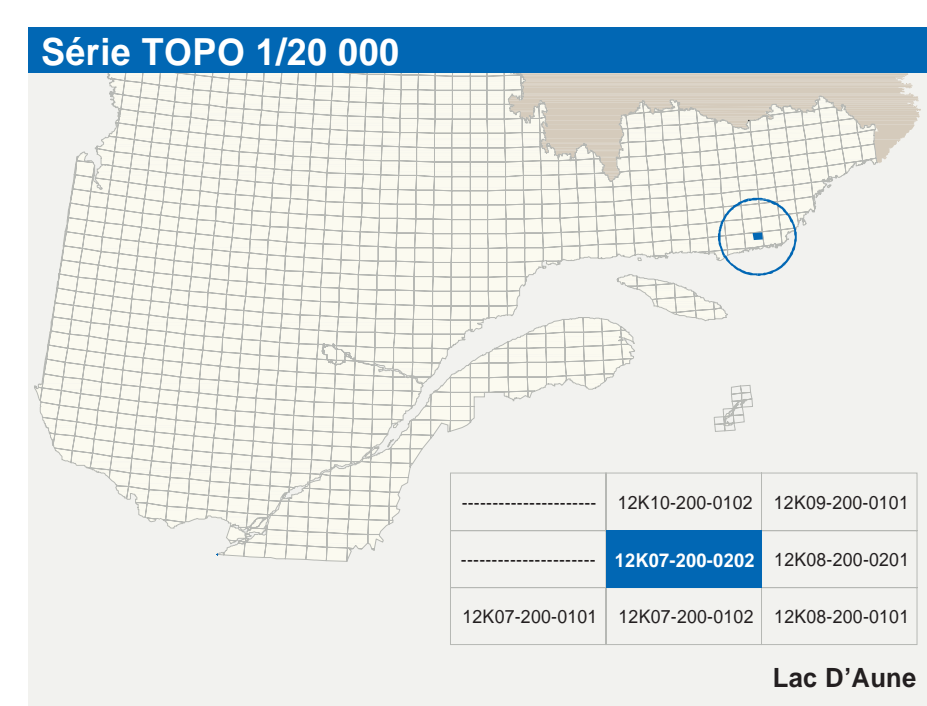 Série TOPO 1/20 000
---------------------- 12K10-200-0102 12K09-200-0101
---------------------- 12K07-200-0202 12K08-200-0201
12K07-200-0101 12K07-200-0102 12K08-200-0101
Lac D’Aune